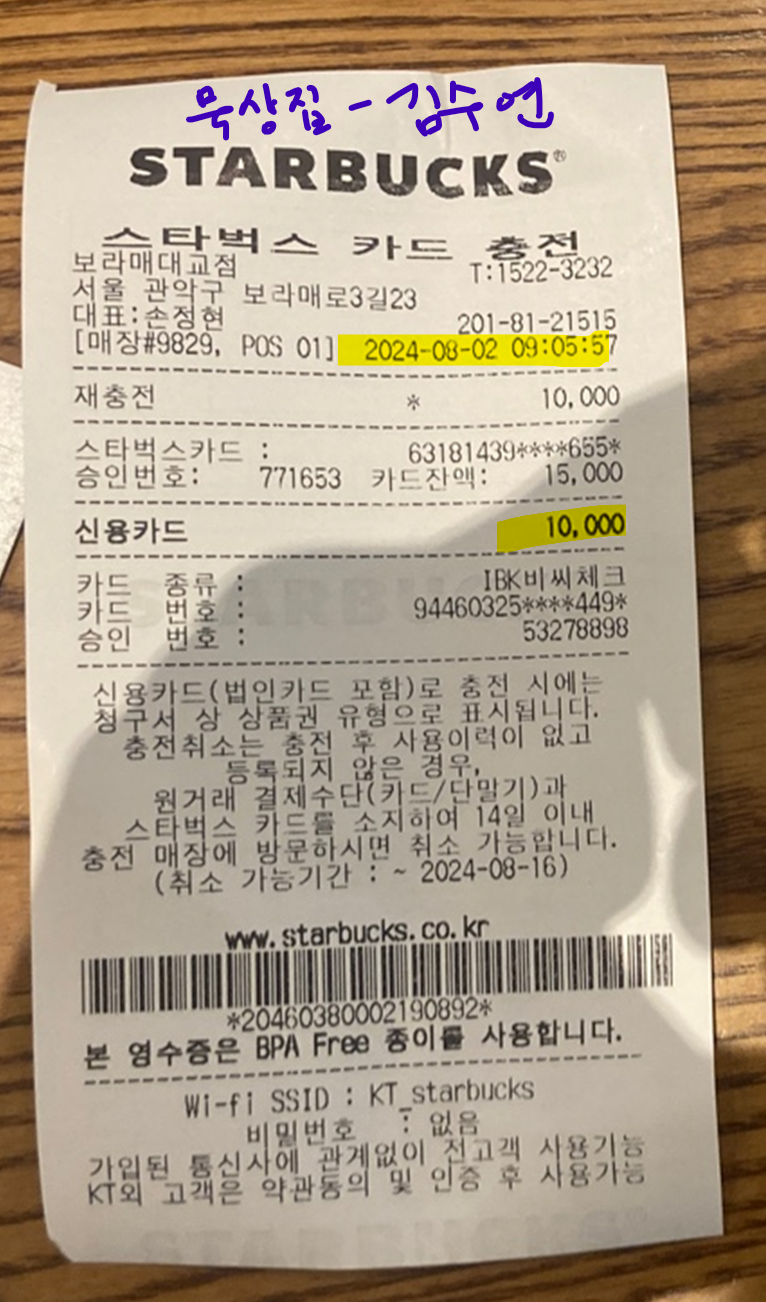 묵상집 - 김수연
STARBUCKS®
스타벅스 카드 충전
보라매대교점 T:1522-3232
서울 관악구 보라매로3길23
대표:손정현 201-81-21515
[매장#9829, POS 01] 2024-08-02 09:05:57
재충전 * 10,000
스타벅스카드 : 63181439****655*
승인번호: 771653 카드잔액: 15,000
신용카드 10,000
카드 종류 : IBK비씨체크
카드 번호 : 94460325****449*
승인 번호 : 53278898
신용카드(법인카드 포함)로 충전 시에는
청구서 상 상품권 유형으로 표시됩니다.
충전취소는 충전 후 사용이력이 없고
등록되지 않은 경우,
원거래 결제수단(카드/단말기)과
스타벅스 카드를 소지하여 14일 이내
충전 매장에 방문하시면 취소 가능합니다.
(취소 가능기간 : ~ 2024-08-16)
www.starbucks.co.kr
*20460380002190892*
본 영수증은 BPA Free 종이를 사용합니다.
Wi-fi SSID : KT_starbucks
비밀번호 : 없음
가입된 통신사에 관계없이 전고객 사용가능
KT외 고객은 약관동의 및 인증 후 사용가능
STARBUCKS®